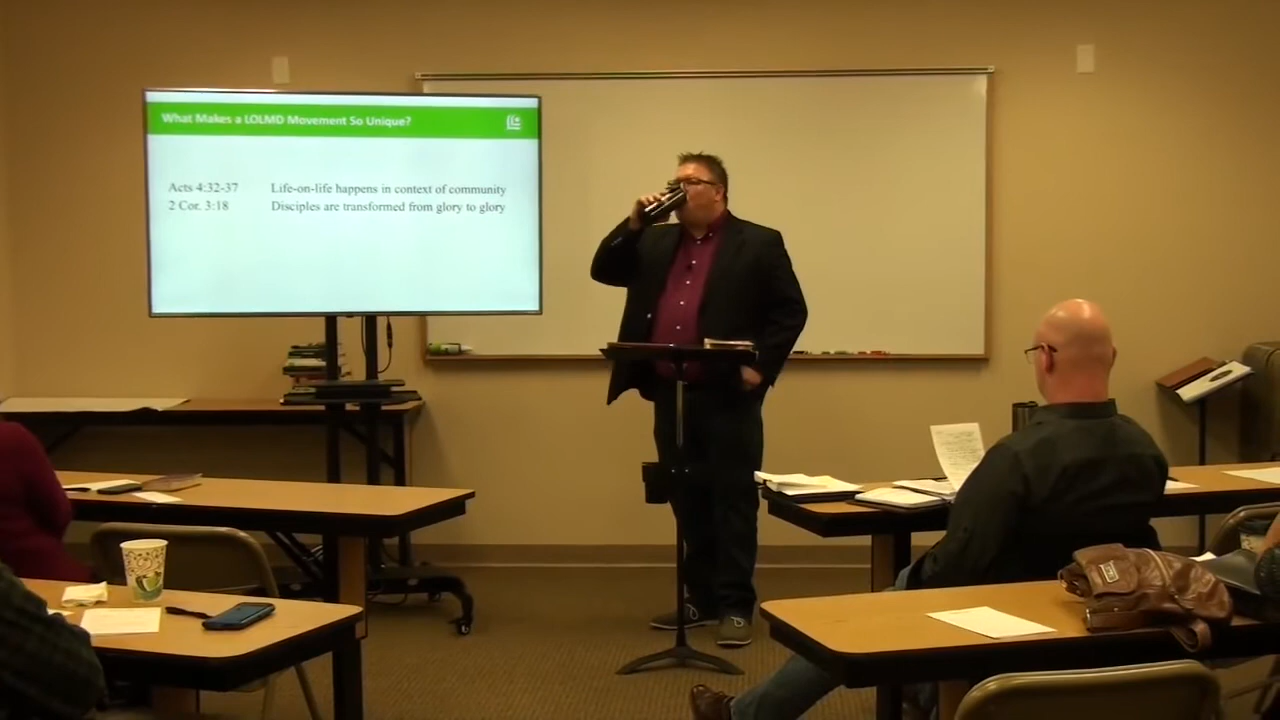 What Makes a LOLMD Movement So Unique?
Acts 4:32-37 Life-on-life happens in context of community
2 Cor. 3:18 Disciples are transformed from glory to glory